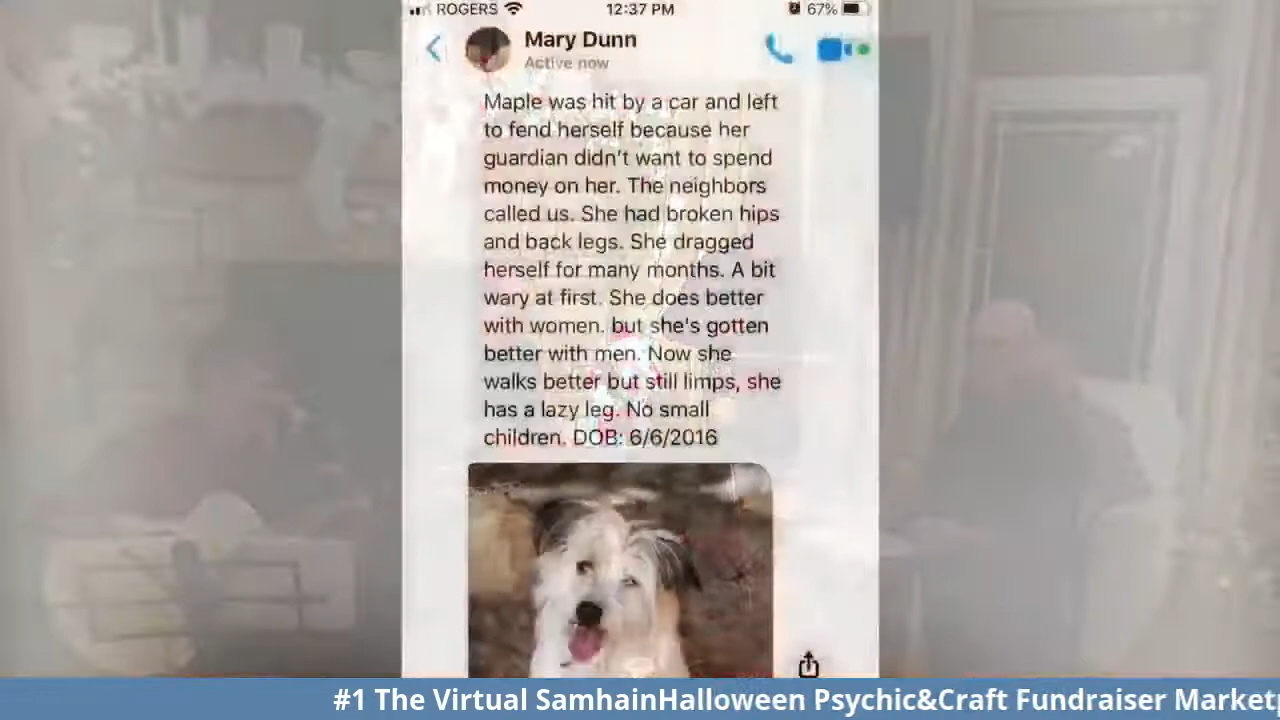 ROGERS 12:37 PM 67%
Mary Dunn
Active now
Maple was hit by a car and left
to fend herself because her
guardian didn't want to spend
money on her. The neighbors
called us. She had broken hips
and back legs. She dragged
herself for many months. A bit
wary at first. She does better
with women. but she's gotten
better with men. Now she
walks better but still limps, she
has a lazy leg. No small
children. DOB: 6/6/2016
#1 The Virtual SamhainHalloween Psychic&Craft Fundraiser Marketp